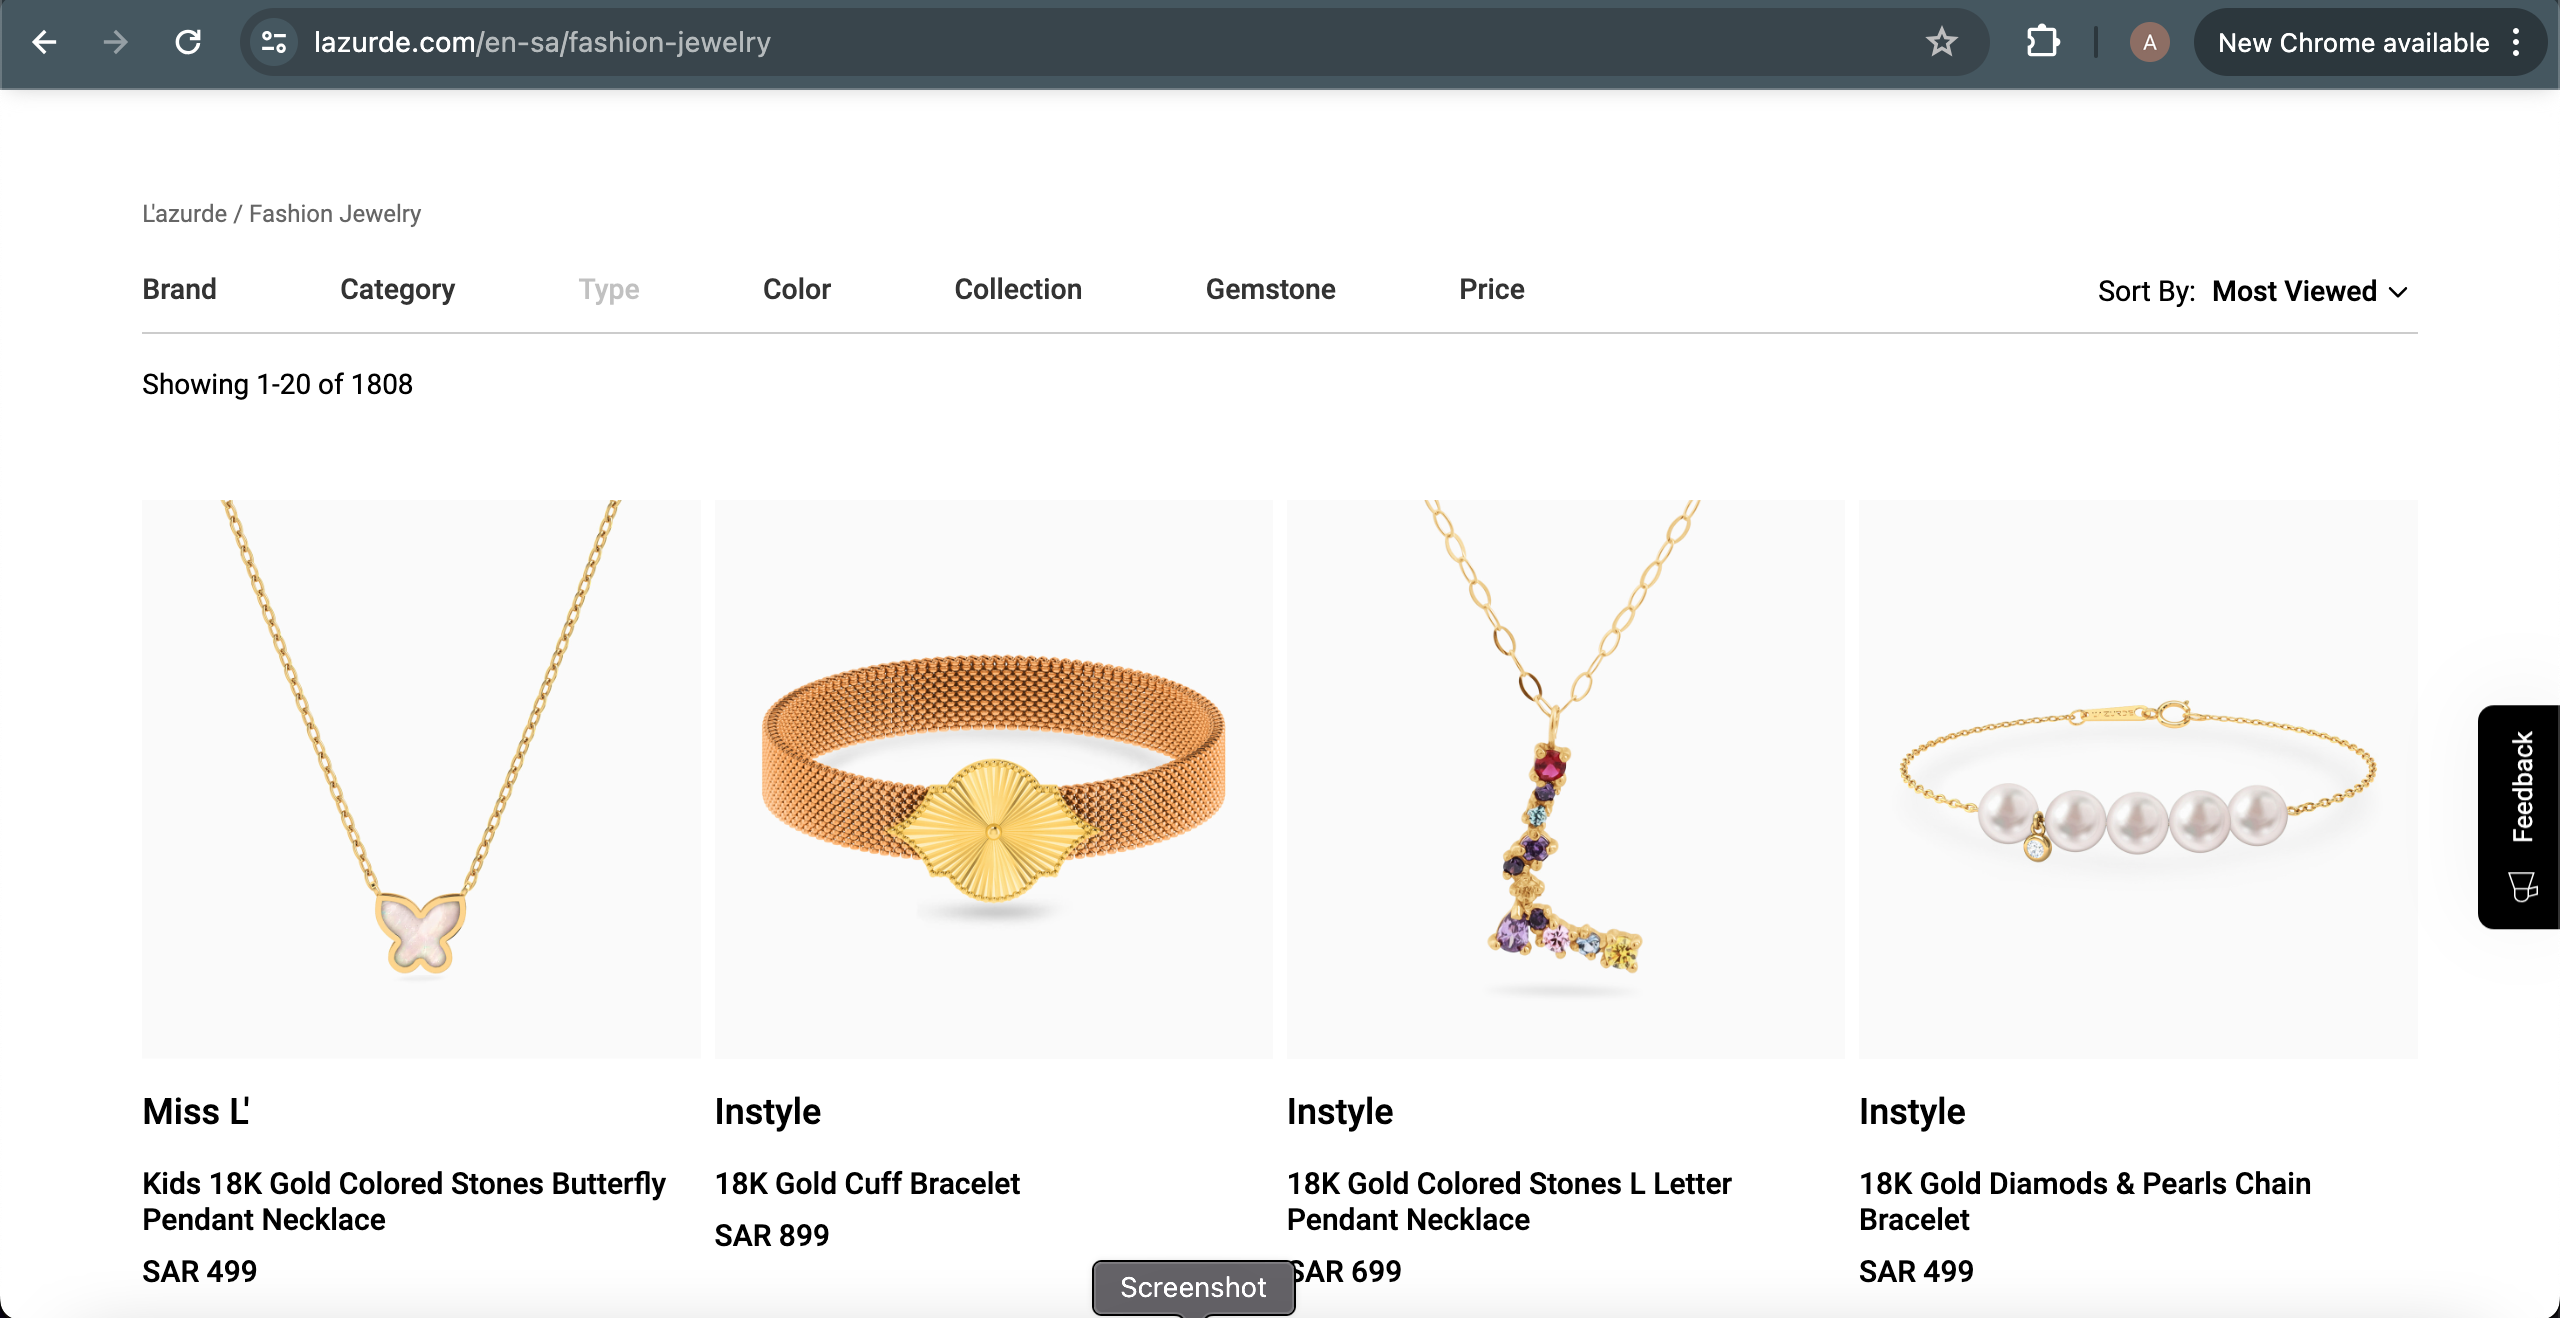 lazurde.com/en-sa/fashion-jewelry
A
New Chrome available
L'azurde / Fashion Jewelry
Brand
Category
Type
Color
Collection
Gemstone
Price
Sort By: Most Viewed
Showing 1-20 of 1808
Feedback
Miss L'
Kids 18K Gold Colored Stones Butterfly
Pendant Necklace
SAR 499
Instyle
18K Gold Cuff Bracelet
SAR 899
Instyle
18K Gold Colored Stones L Letter
Pendant Necklace
SAR 699
Instyle
18K Gold Diamods & Pearls Chain
Bracelet
SAR 499
Screenshot